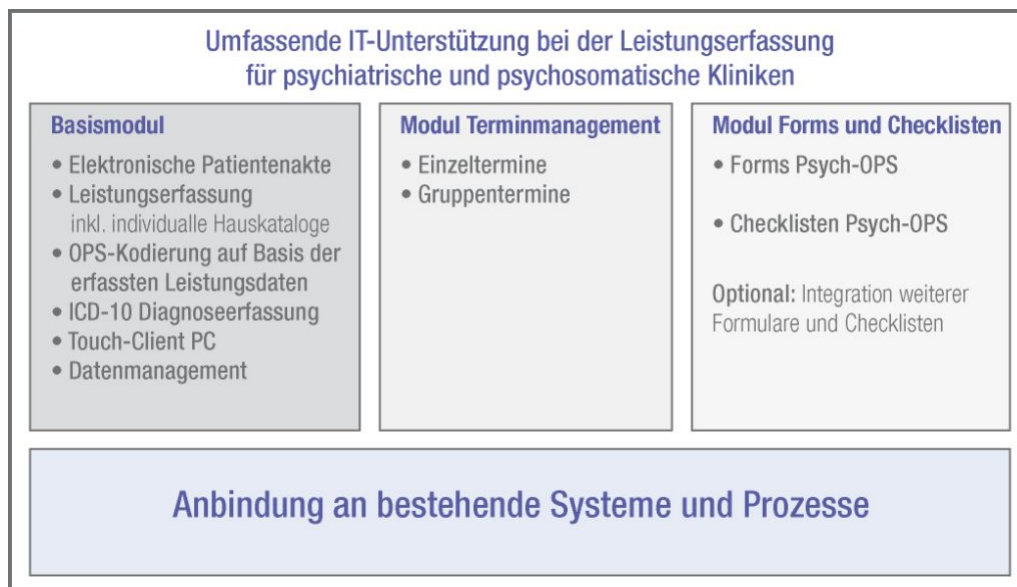 Umfassende IT-Unterstützung bei der Leistungserfassung
für psychiatrische und psychosomatische Kliniken
Basismodul
• Elektronische Patientenakte
• Leistungserfassung
inkl. individualle Hauskataloge
• OPS-Kodierung auf Basis der
erfassten Leistungsdaten
• ICD-10 Diagnoseerfassung
• Touch-Client PC
• Datenmanagement
Modul Terminmanagement
• Einzeltermine
• Gruppentermine
Modul Forms und Checklisten
• Forms Psych-OPS
• Checklisten Psych-OPS
Optional: Integration weiterer
Formulare und Checklisten
Anbindung an bestehende Systeme und Prozesse